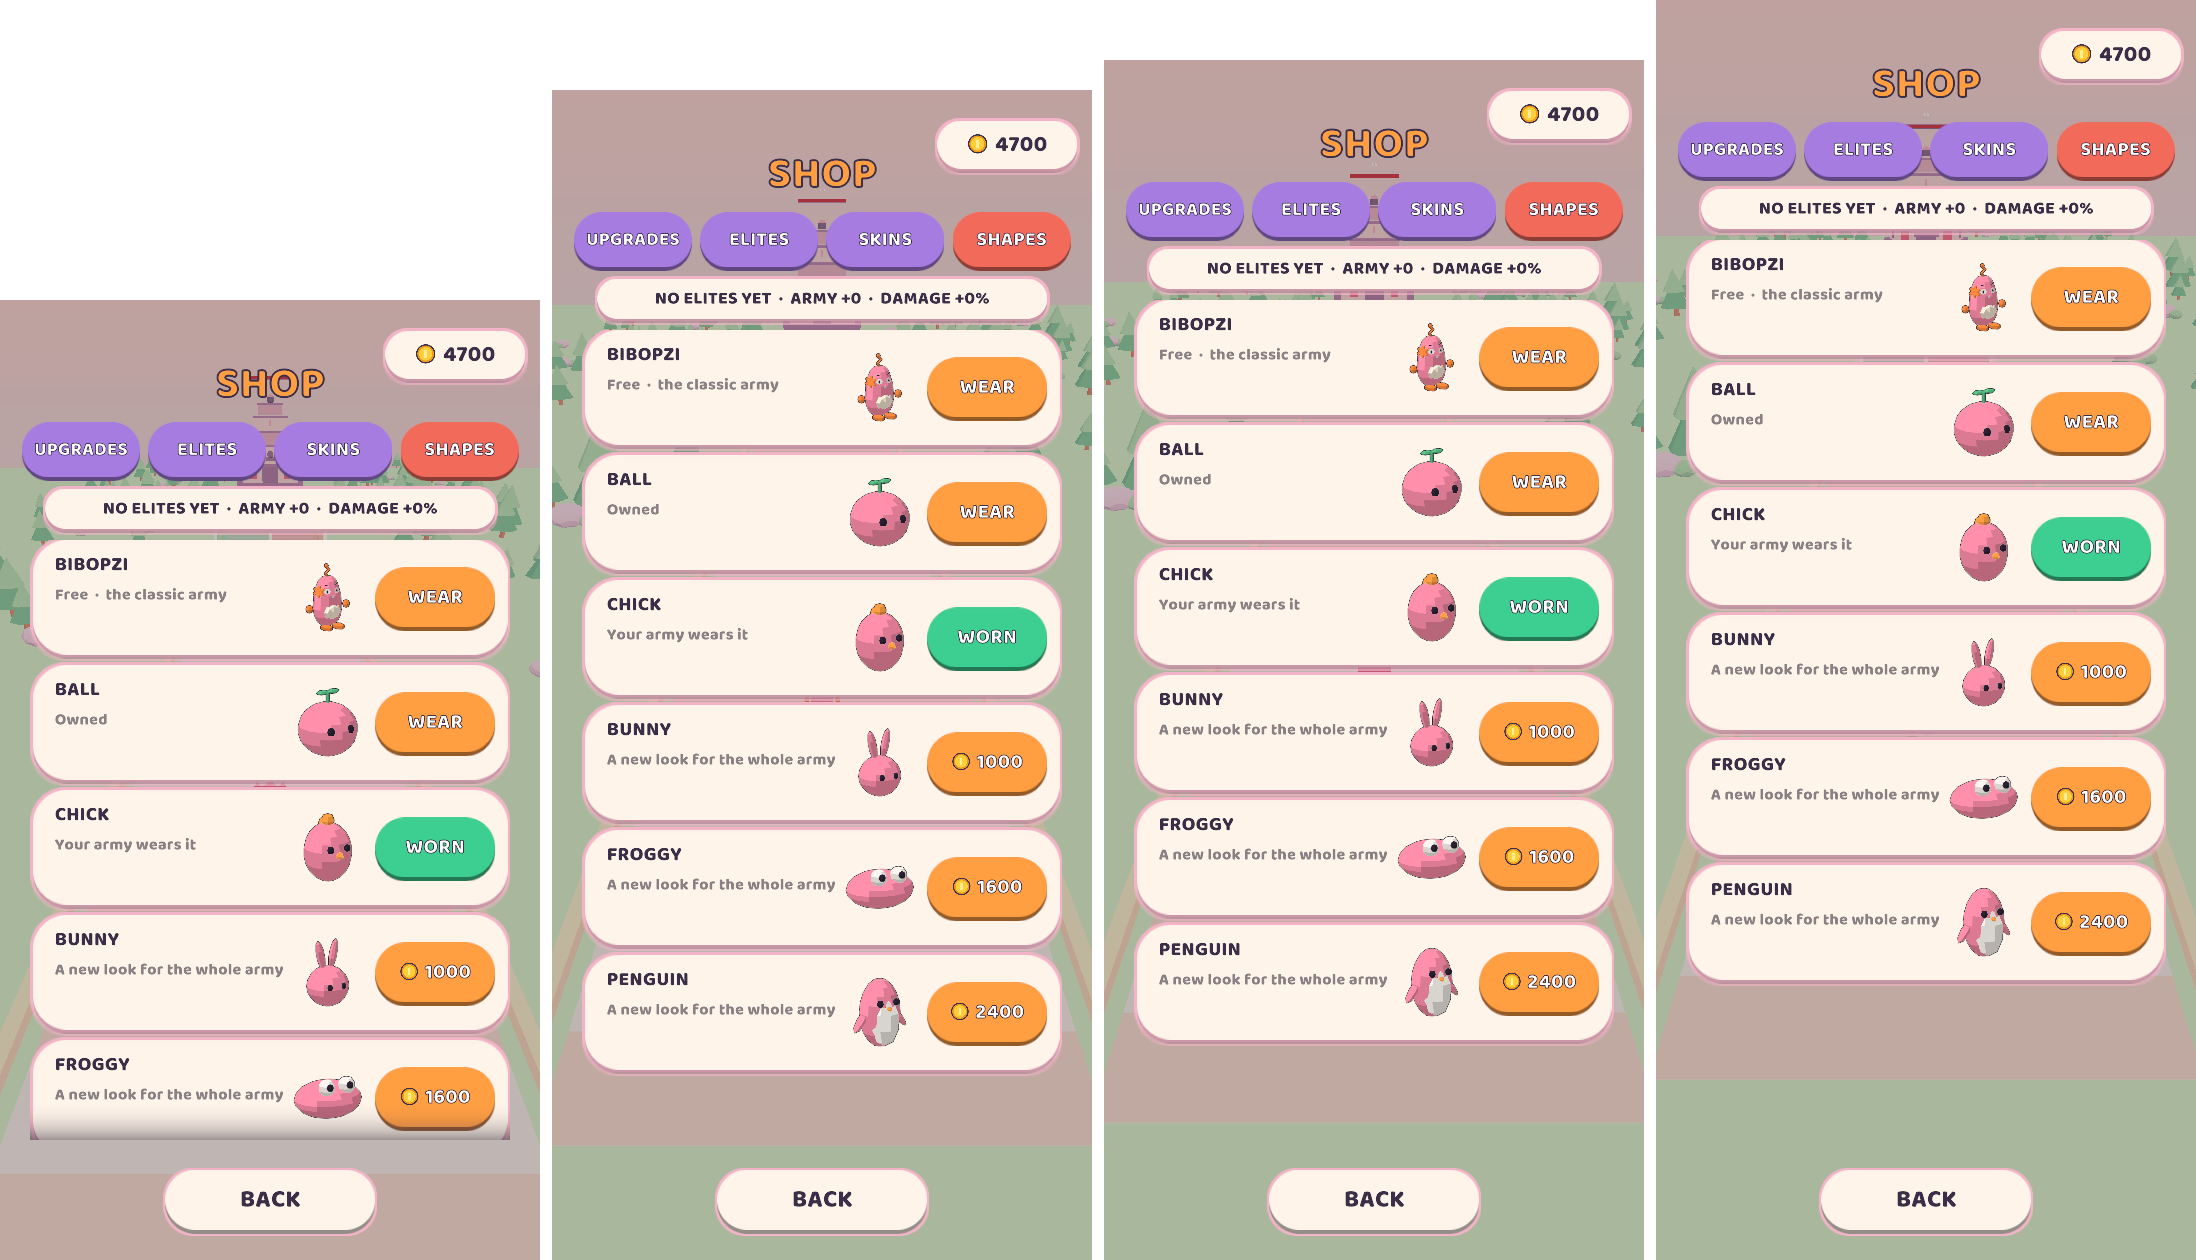 4700
SHOP
UPGRADES ELITES SKINS SHAPES
NO ELITES YET · ARMY +0 · DAMAGE +0%
BIBOPZI
Free · the classic army
WEAR
BALL
Owned
WEAR
CHICK
Your army wears it
WORN
BUNNY
A new look for the whole army
1000
FROGGY
A new look for the whole army
1600
BACK
4700
SHOP
UPGRADES ELITES SKINS SHAPES
NO ELITES YET · ARMY +0 · DAMAGE +0%
BIBOPZI
Free · the classic army
WEAR
BALL
Owned
WEAR
CHICK
Your army wears it
WORN
BUNNY
A new look for the whole army
1000
FROGGY
A new look for the whole army
1600
PENGUIN
A new look for the whole army
2400
BACK
4700
SHOP
UPGRADES ELITES SKINS SHAPES
NO ELITES YET · ARMY +0 · DAMAGE +0%
BIBOPZI
Free · the classic army
WEAR
BALL
Owned
WEAR
CHICK
Your army wears it
WORN
BUNNY
A new look for the whole army
1000
FROGGY
A new look for the whole army
1600
PENGUIN
A new look for the whole army
2400
BACK
4700
SHOP
UPGRADES ELITES SKINS SHAPES
NO ELITES YET · ARMY +0 · DAMAGE +0%
BIBOPZI
Free · the classic army
WEAR
BALL
Owned
WEAR
CHICK
Your army wears it
WORN
BUNNY
A new look for the whole army
1000
FROGGY
A new look for the whole army
1600
PENGUIN
A new look for the whole army
2400
BACK